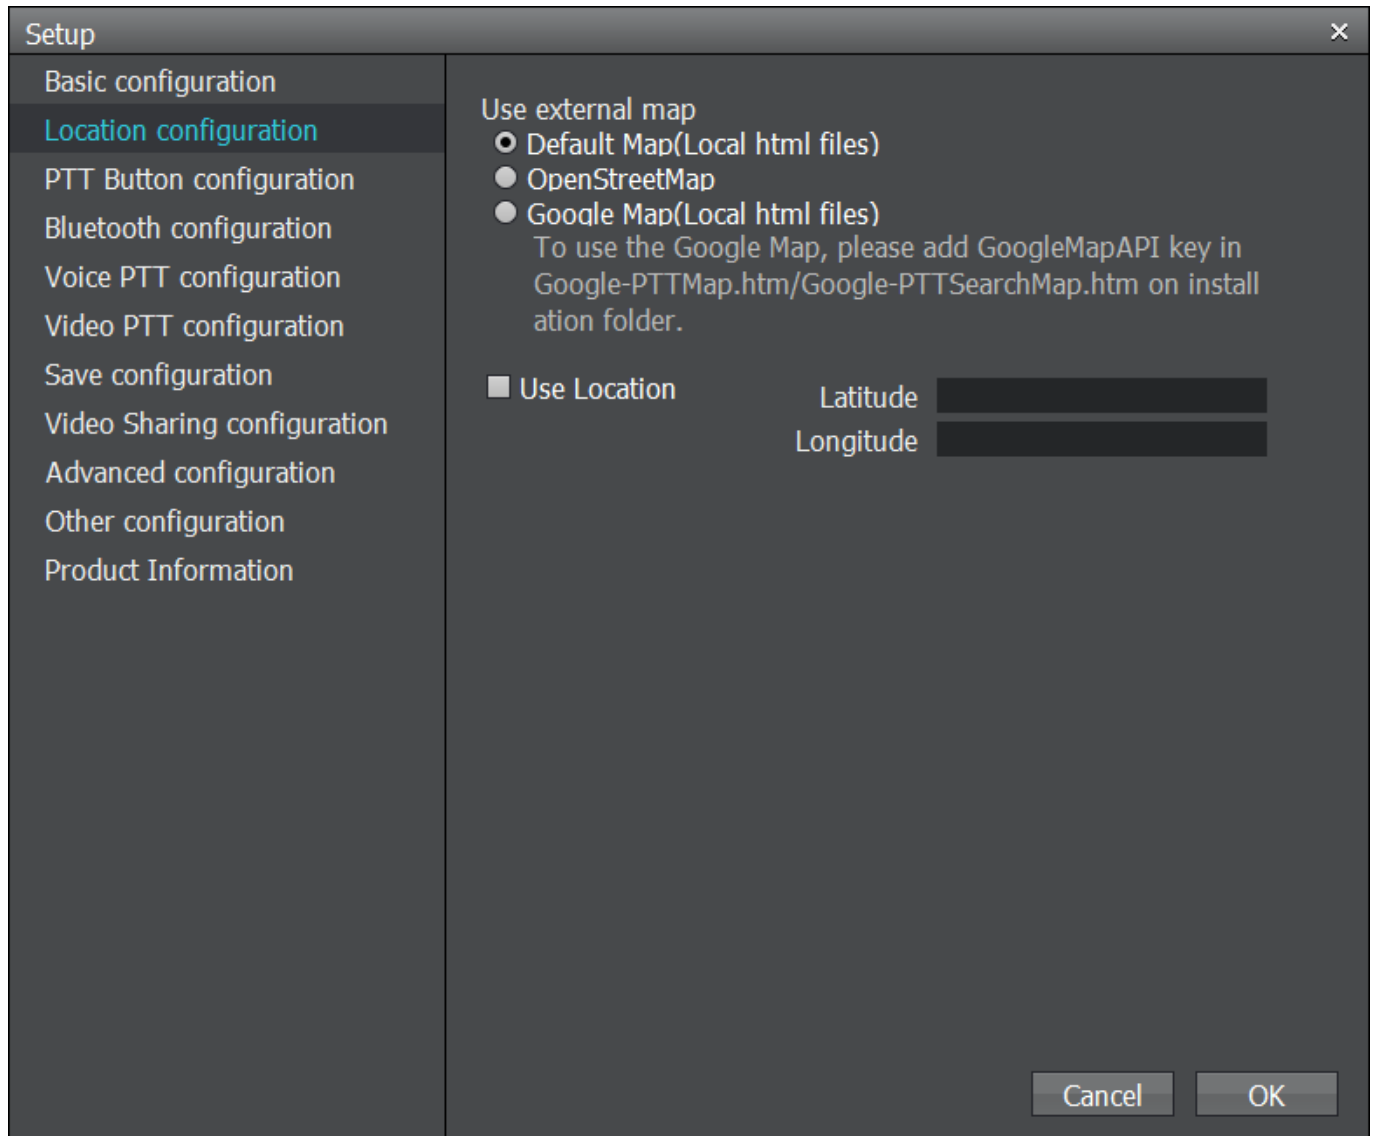 Setup
Basic configuration
Location configuration
PTT Button configuration
Bluetooth configuration
Voice PTT configuration
Video PTT configuration
Save configuration
Video Sharing configuration
Advanced configuration
Other configuration
Product Information
Use external map
Default Map(Local html files)
OpenStreetMap
Google Map(Local html files)
To use the Google Map, please add GoogleMapAPI key in
Google-PTTMap.htm/Google-PTTSearchMap.htm on install
ation folder.
Use Location
Latitude
Longitude
Cancel
OK